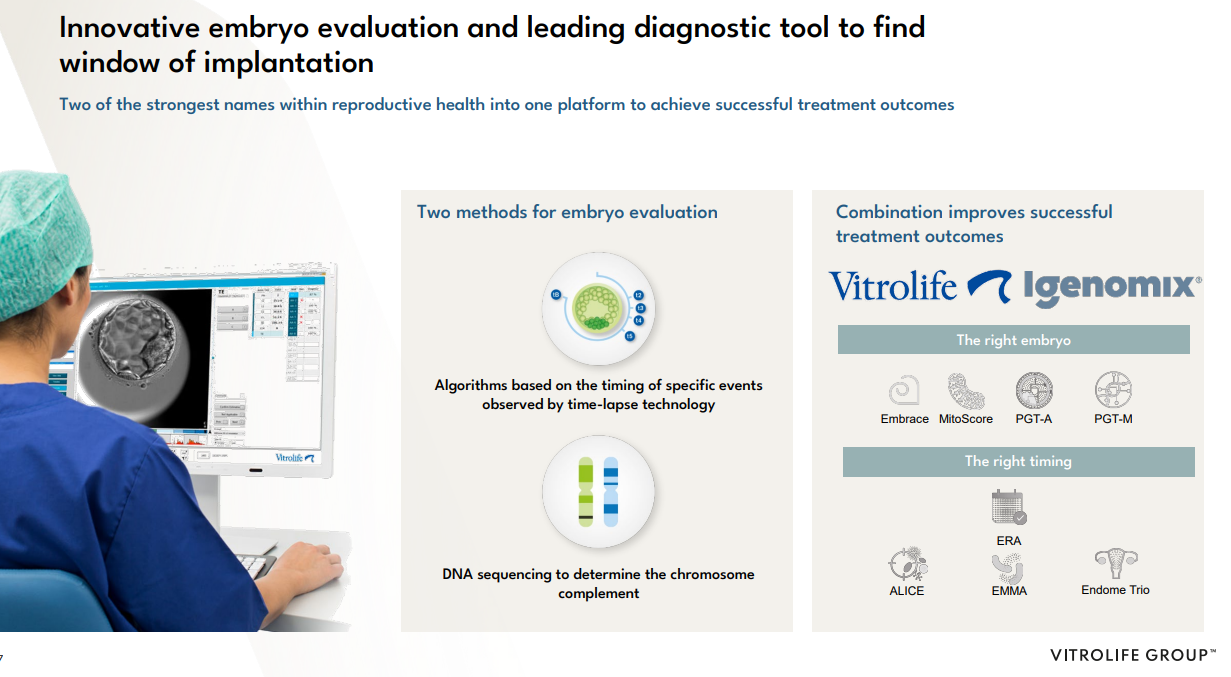 Innovative embryo evaluation and leading diagnostic tool to find
window of implantation
Two of the strongest names within reproductive health into one platform to achieve successful treatment outcomes
Vitrolife
Two methods for embryo evaluation
t8
t2
t3
t4
t5
Algorithms based on the timing of specific events
observed by time-lapse technology
DNA sequencing to determine the chromosome
complement
Combination improves successful
treatment outcomes
Vitrolife Igenomix®
The right embryo
Embrace MitoScore PGT-A PGT-M
The right timing
ERA
ALICE EMMA Endome Trio
7
VITROLIFE GROUP™